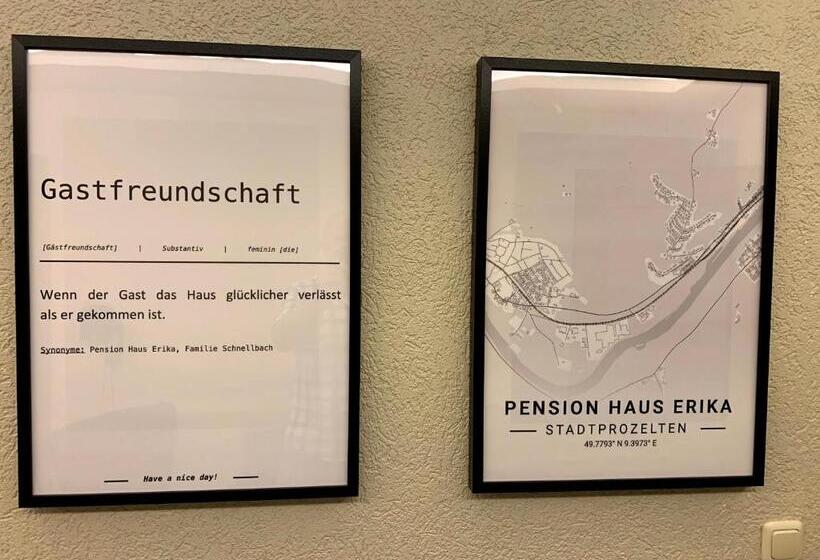 Gastfreundschaft
[Gästfreundschaft] | Substantiv | feminin [die]
Wenn der Gast das Haus glücklicher verlässt
als er gekommen ist.
Synonyme: Pension Haus Erika, Familie Schnellbach
Have a nice day!
PENSION HAUS ERIKA
STADTPROZELTEN
49.7793° N 9.3973° E